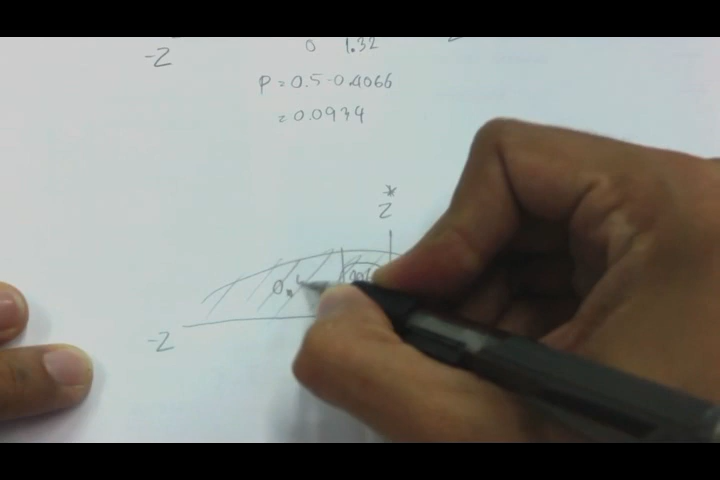 -Z
0 1.32
P = 0.5-0.4066
= 0.0934
*
Z
-Z